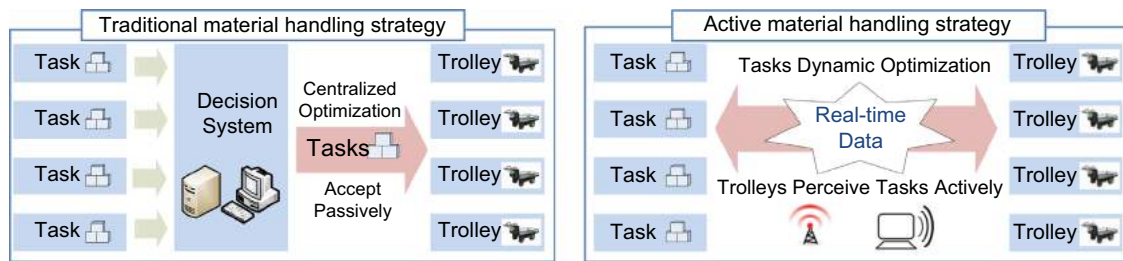 Traditional material handling strategy
Task
Task
Task
Task
Decision
System
Centralized
Optimization
Tasks
Accept
Passively
Trolley
Trolley
Trolley
Trolley
Active material handling strategy
Task
Task
Task
Task
Tasks Dynamic Optimization
Real-time
Data
Trolleys Perceive Tasks Actively
Trolley
Trolley
Trolley
Trolley